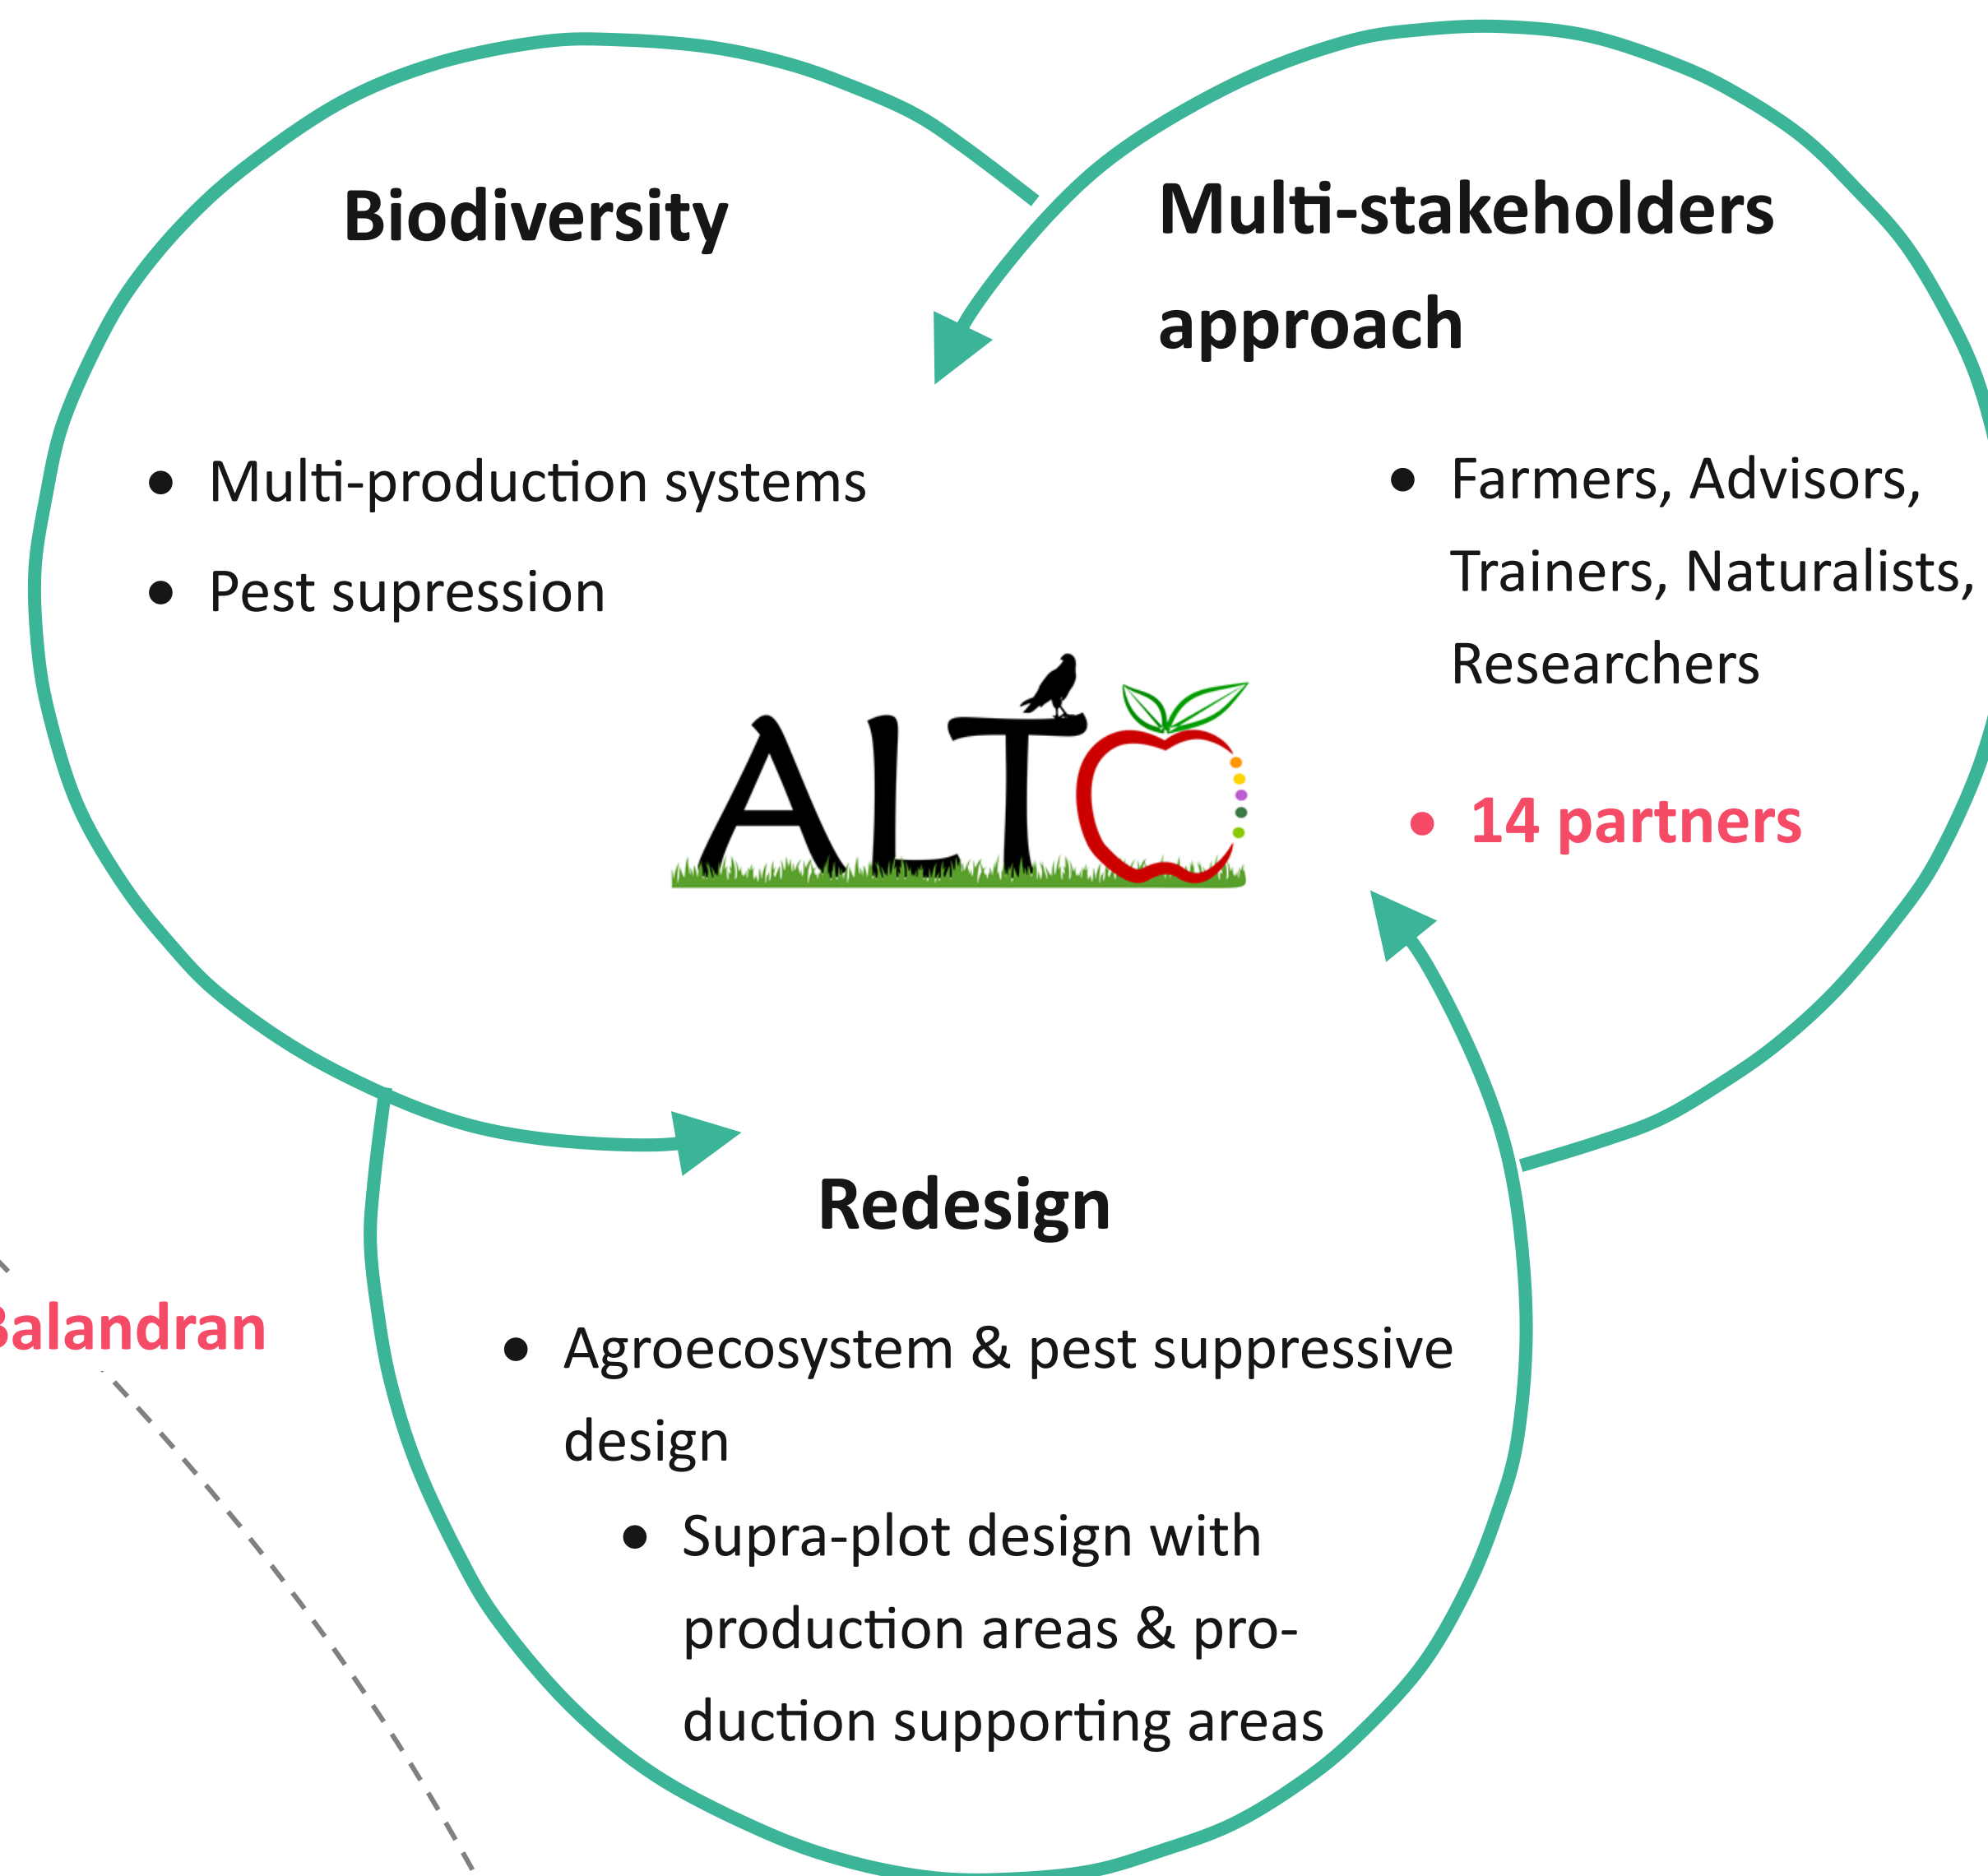 Biodiversity
• Multi-production systems
• Pest supression
Multi-stakeholders
approach
• Farmers, Advisors,
Trainers, Naturalists,
Researchers
• 14 partners
ALTO
Redesign
• Agroecosystem & pest suppressive
design
• Supra-plot design with
production areas & pro-
duction supporting areas
Balandran